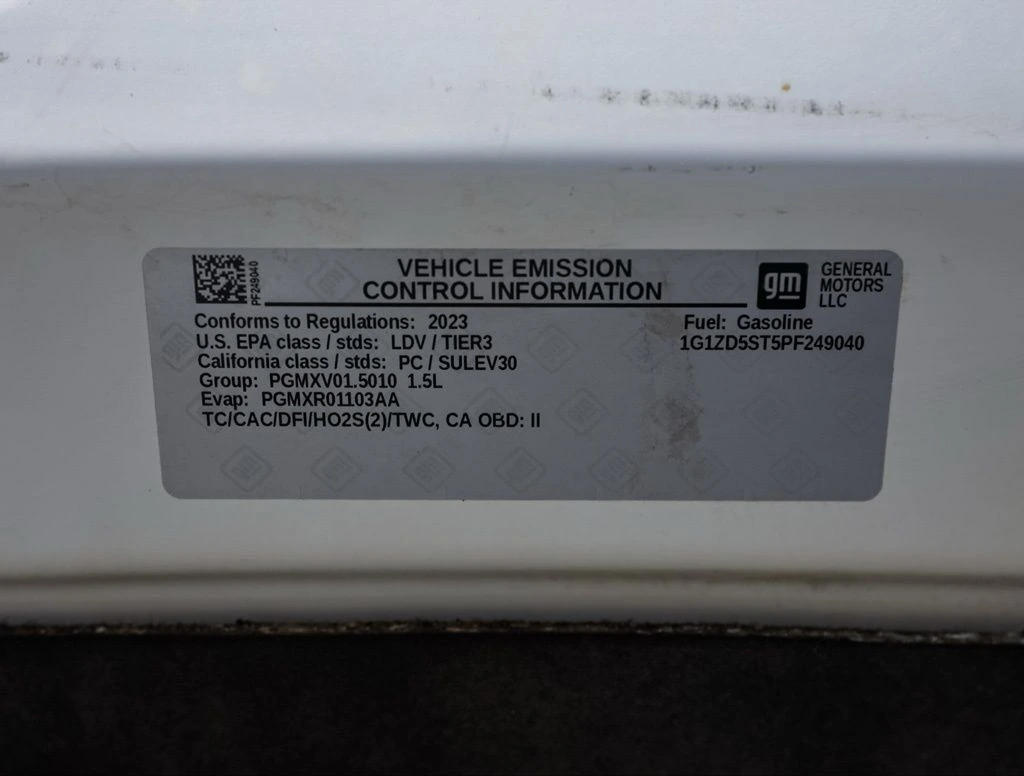 PF249040
VEHICLE EMISSION
CONTROL INFORMATION
gm
GENERAL
MOTORS
LLC
Conforms to Regulations: 2023
Fuel: Gasoline
U.S. EPA class / stds: LDV / TIER3
1G1ZD5ST5PF249040
California class / stds: PC / SULEV30
Group: PGMXV01.5010 1.5L
Evap: PGMXR01103AA
TC/CAC/DFI/HO2S(2)/TWC, CA OBD: II